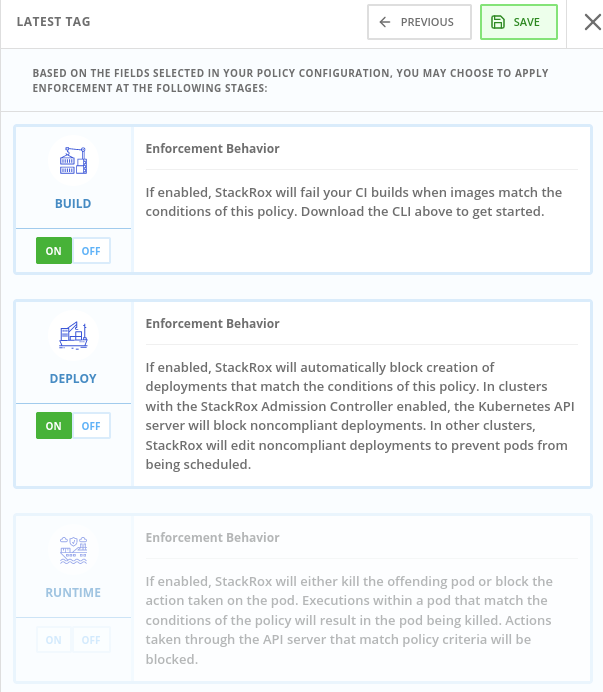 LATEST TAG
PREVIOUS
SAVE
BASED ON THE FIELDS SELECTED IN YOUR POLICY CONFIGURATION, YOU MAY CHOOSE TO APPLY
ENFORCEMENT AT THE FOLLOWING STAGES:
BUILD
ON OFF
Enforcement Behavior
If enabled, StackRox will fail your CI builds when images match the
conditions of this policy. Download the CLI above to get started.
DEPLOY
ON OFF
Enforcement Behavior
If enabled, StackRox will automatically block creation of
deployments that match the conditions of this policy. In clusters
with the StackRox Admission Controller enabled, the Kubernetes API
server will block noncompliant deployments. In other clusters,
StackRox will edit noncompliant deployments to prevent pods from
being scheduled.
RUNTIME
ON OFF
Enforcement Behavior
If enabled, StackRox will either kill the offending pod or block the
action taken on the pod. Executions within a pod that match the
conditions of the policy will result in the pod being killed. Actions
taken through the API server that match policy criteria will be
blocked.